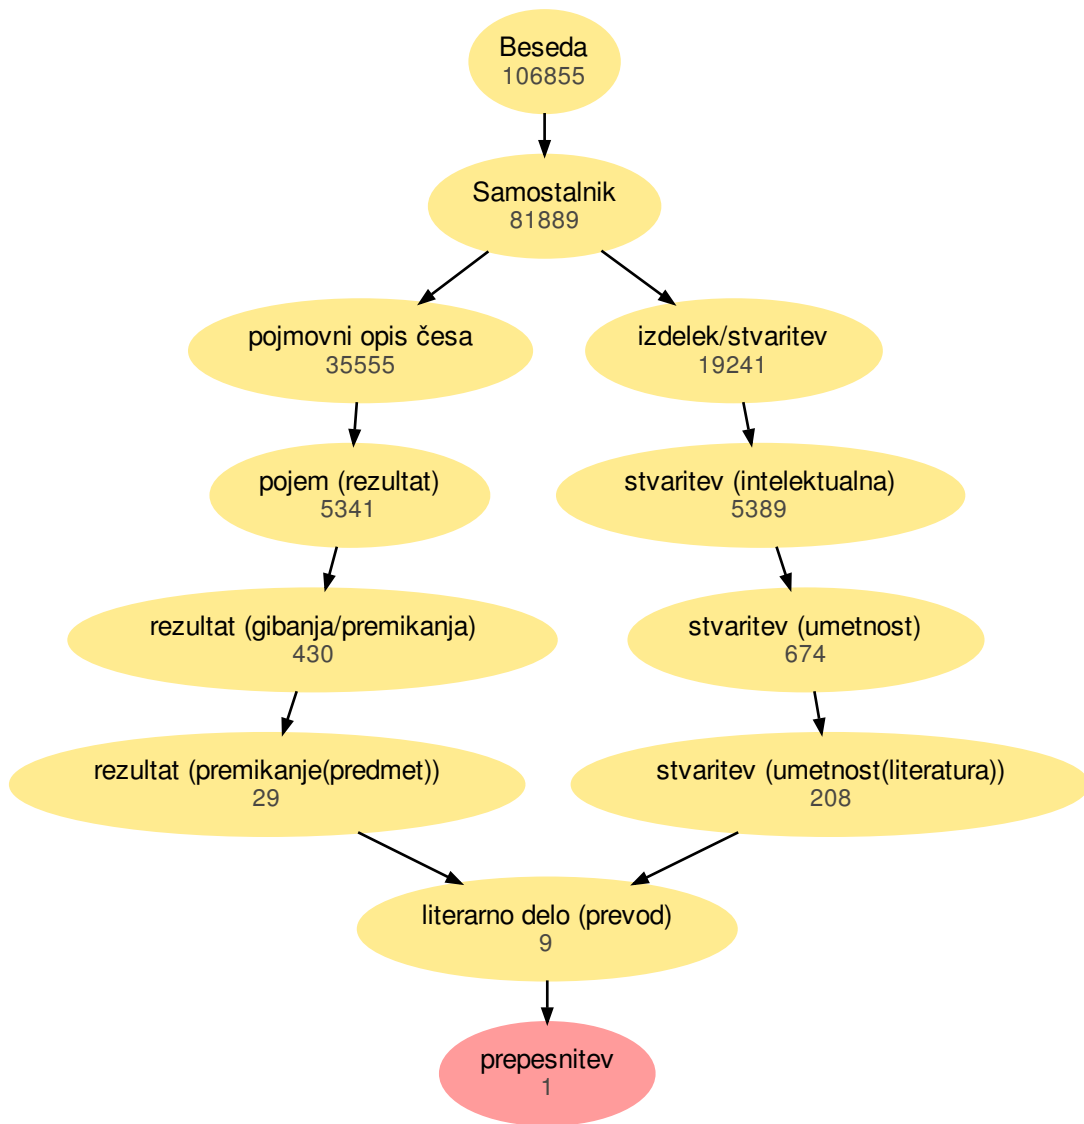 Beseda
106855
Samostalnik
81889
pojmovni opis česa
35555
izdelek/stvaritev
19241
pojem (rezultat)
5341
stvaritev (intelektualna)
5389
rezultat (gibanja/premikanja)
430
stvaritev (umetnost)
674
rezultat (premikanje(predmet))
29
stvaritev (umetnost(literatura))
208
literarno delo (prevod)
9
prepesnitev
1